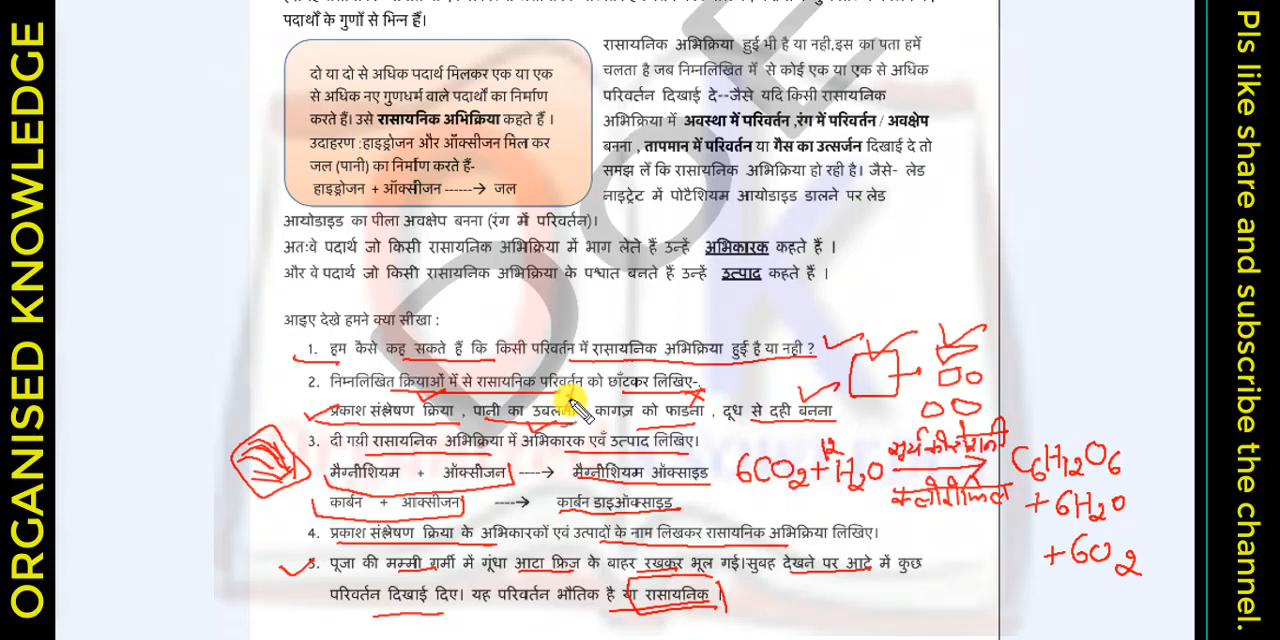 पदार्थों के गुणों से भिन्न हैं।
दो या दो से अधिक पदार्थ मिलकर एक या एक
से अधिक नए गुणधर्म वाले पदार्थों का निर्माण
करते हैं। उसे रासायनिक अभिक्रिया कहते हैं ।
उदाहरण :हाइड्रोजन और ऑक्सीजन मिल कर
जल (पानी) का निर्माण करते हैं-
हाइड्रोजन + ऑक्सीजन ------→ जल
रासायनिक अभिक्रिया हुई भी है या नही,इस का पता हमें
चलता है जब निम्नलिखित में से कोई एक या एक से अधिक
परिवर्तन दिखाई दे--जैसे यदि किसी रासायनिक
अभिक्रिया में अवस्था में परिवर्तन ,रंग में परिवर्तन / अवक्षेप
बनना , तापमान में परिवर्तन या गैस का उत्सर्जन दिखाई दे तो
समझ लें कि रासायनिक अभिक्रिया हो रही है। जैसे- लेड
नाइट्रेट में पोटैशियम आयोडाइड डालने पर लेड
आयोडाइड का पीला अवक्षेप बनना (रंग में परिवर्तन)।
अतःवे पदार्थ जो किसी रासायनिक अभिक्रिया में भाग लेते हैं उन्हें अभिकारक कहते हैं ।
और वे पदार्थ जो किसी रासायनिक अभिक्रिया के पश्चात बनते हैं उन्हें उत्पाद कहते हैं ।
आइए देखे हमने क्या सीखा :
1. हम कैसे कह सकते हैं कि किसी परिवर्तन में रासायनिक अभिक्रिया हुई है या नही ?
2. निम्नलिखित क्रियाओं में से रासायनिक परिवर्तन को छाँटकर लिखिए-
प्रकाश संश्लेषण क्रिया , पानी का कागज़ को फाडना , दूध से दही बनना
3. दी गयी रासायनिक अभिक्रिया में अभिकारक एवँ उत्पाद लिखिए।
मैग्नीशियम + ऑक्सीजन ----→ मैग्नीशियम ऑक्साइड
कार्बन + ऑक्सीजन ----→ कार्बन डाइऑक्साइड
4. प्रकाश संश्लेषण क्रिया के अभिकारकों एवं उत्पादों के नाम लिखकर रासायनिक अभिक्रिया लिखिए।
5. पूजा की मम्मी गर्मी में गूंधा आटा फ्रिज के बाहर रखकर भूल गई।सुबह देखने पर आटे में कुछ
परिवर्तन दिखाई दिए। यह परिवर्तन भौतिक है या रासायनिक ।
6CO2 + 12 H2O
C6H12O6
+ 6H2O
+ 6O2
DOE
ORGANISED KNOWLEDGE
Pls like share and subscribe the channel.